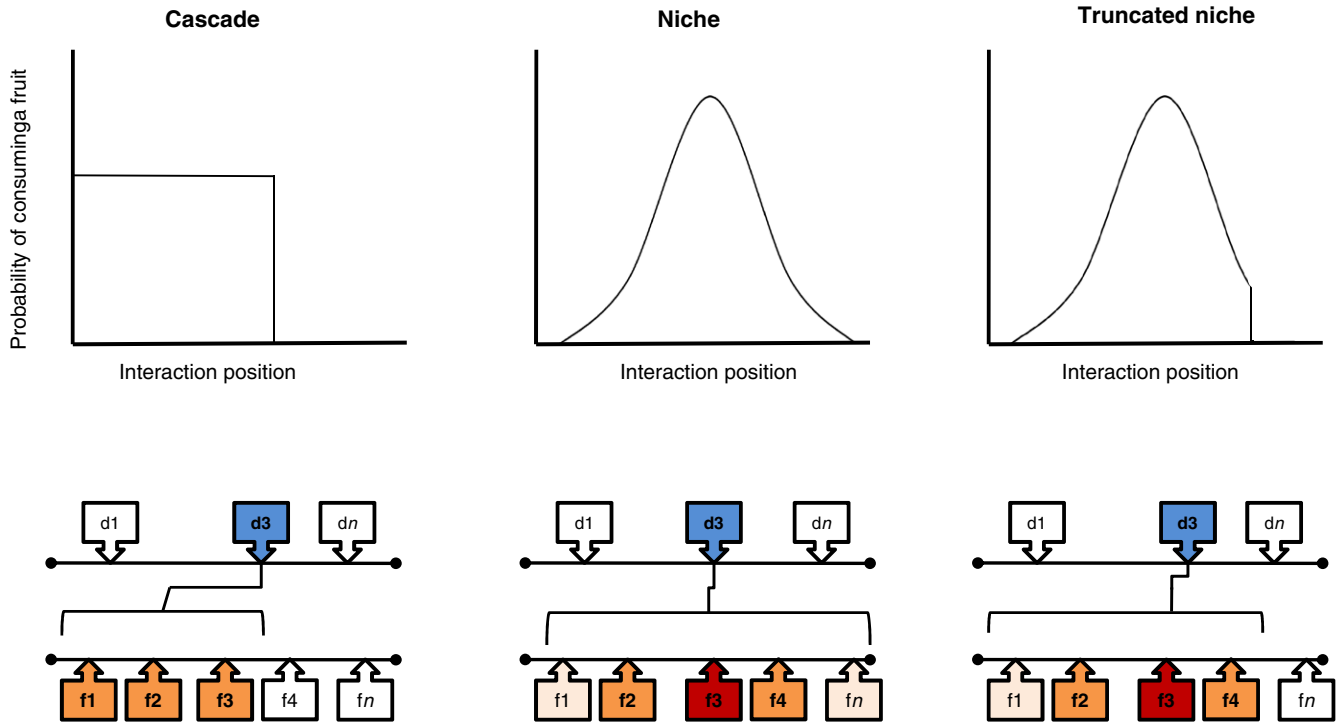 Cascade
Niche
Truncated niche
Probability of consuminga fruit
Interaction position
Interaction position
Interaction position
d1 d3 dn
d1 d3 dn
d1 d3 dn
f1 f2 f3 f4 fn
f1 f2 f3 f4 fn
f1 f2 f3 f4 fn